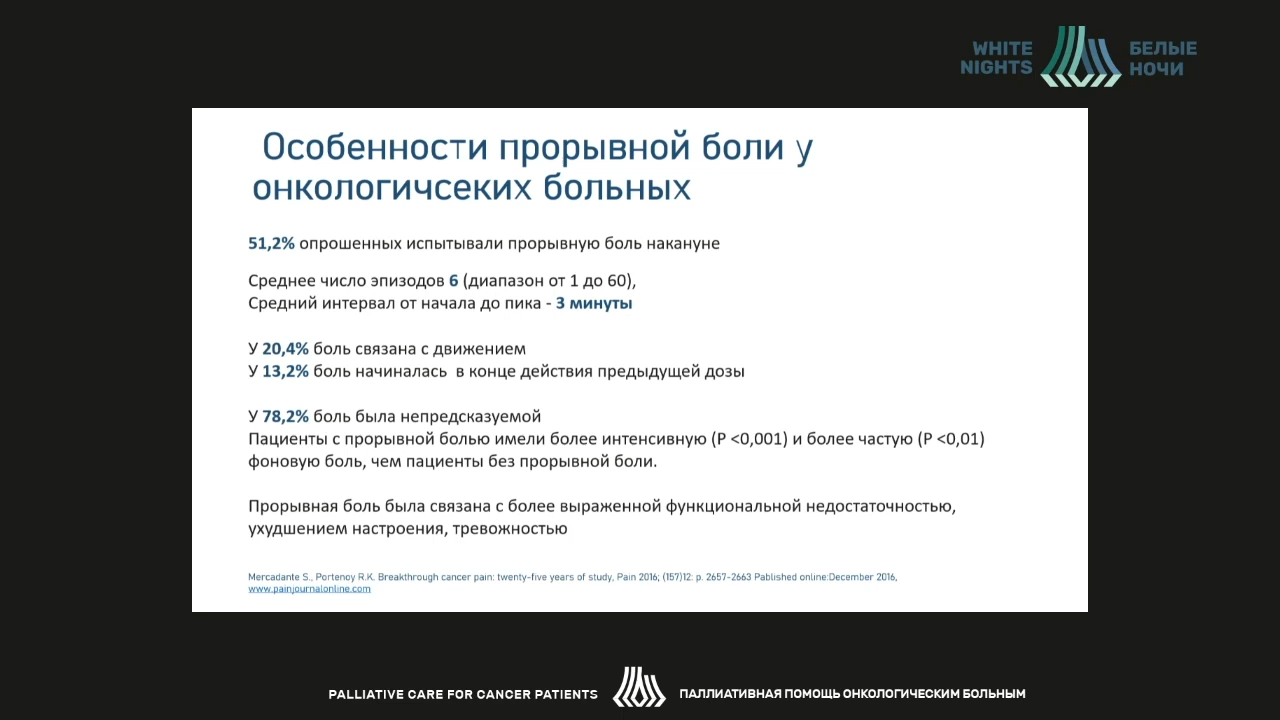 WHITE
NIGHTS
БЕЛЫЕ
НОЧИ
Особенности прорывной боли у
онкологичсеких больных
51,2% опрошенных испытывали прорывную боль накануне
Среднее число эпизодов 6 (диапазон от 1 до 60),
Средний интервал от начала до пика - 3 минуты
У 20,4% боль связана с движением
У 13,2% боль начиналась в конце действия предыдущей дозы
У 78,2% боль была непредсказуемой
Пациенты с прорывной болью имели более интенсивную (P <0,001) и более частую (P <0,01)
фоновую боль, чем пациенты без прорывной боли.
Прорывная боль была связана с более выраженной функциональной недостаточностью,
ухудшением настроения, тревожностью
Mercadante S., Portenoy R.K. Breakthrough cancer pain: twenty-five years of study, Pain 2016; (157)12: p. 2657-2663 Pablished online:December 2016,
www.painjournalonline.com
PALLIATIVE CARE FOR CANCER PATIENTS
ПАЛЛИАТИВНАЯ ПОМОЩЬ ОНКОЛОГИЧЕСКИМ БОЛЬНЫМ